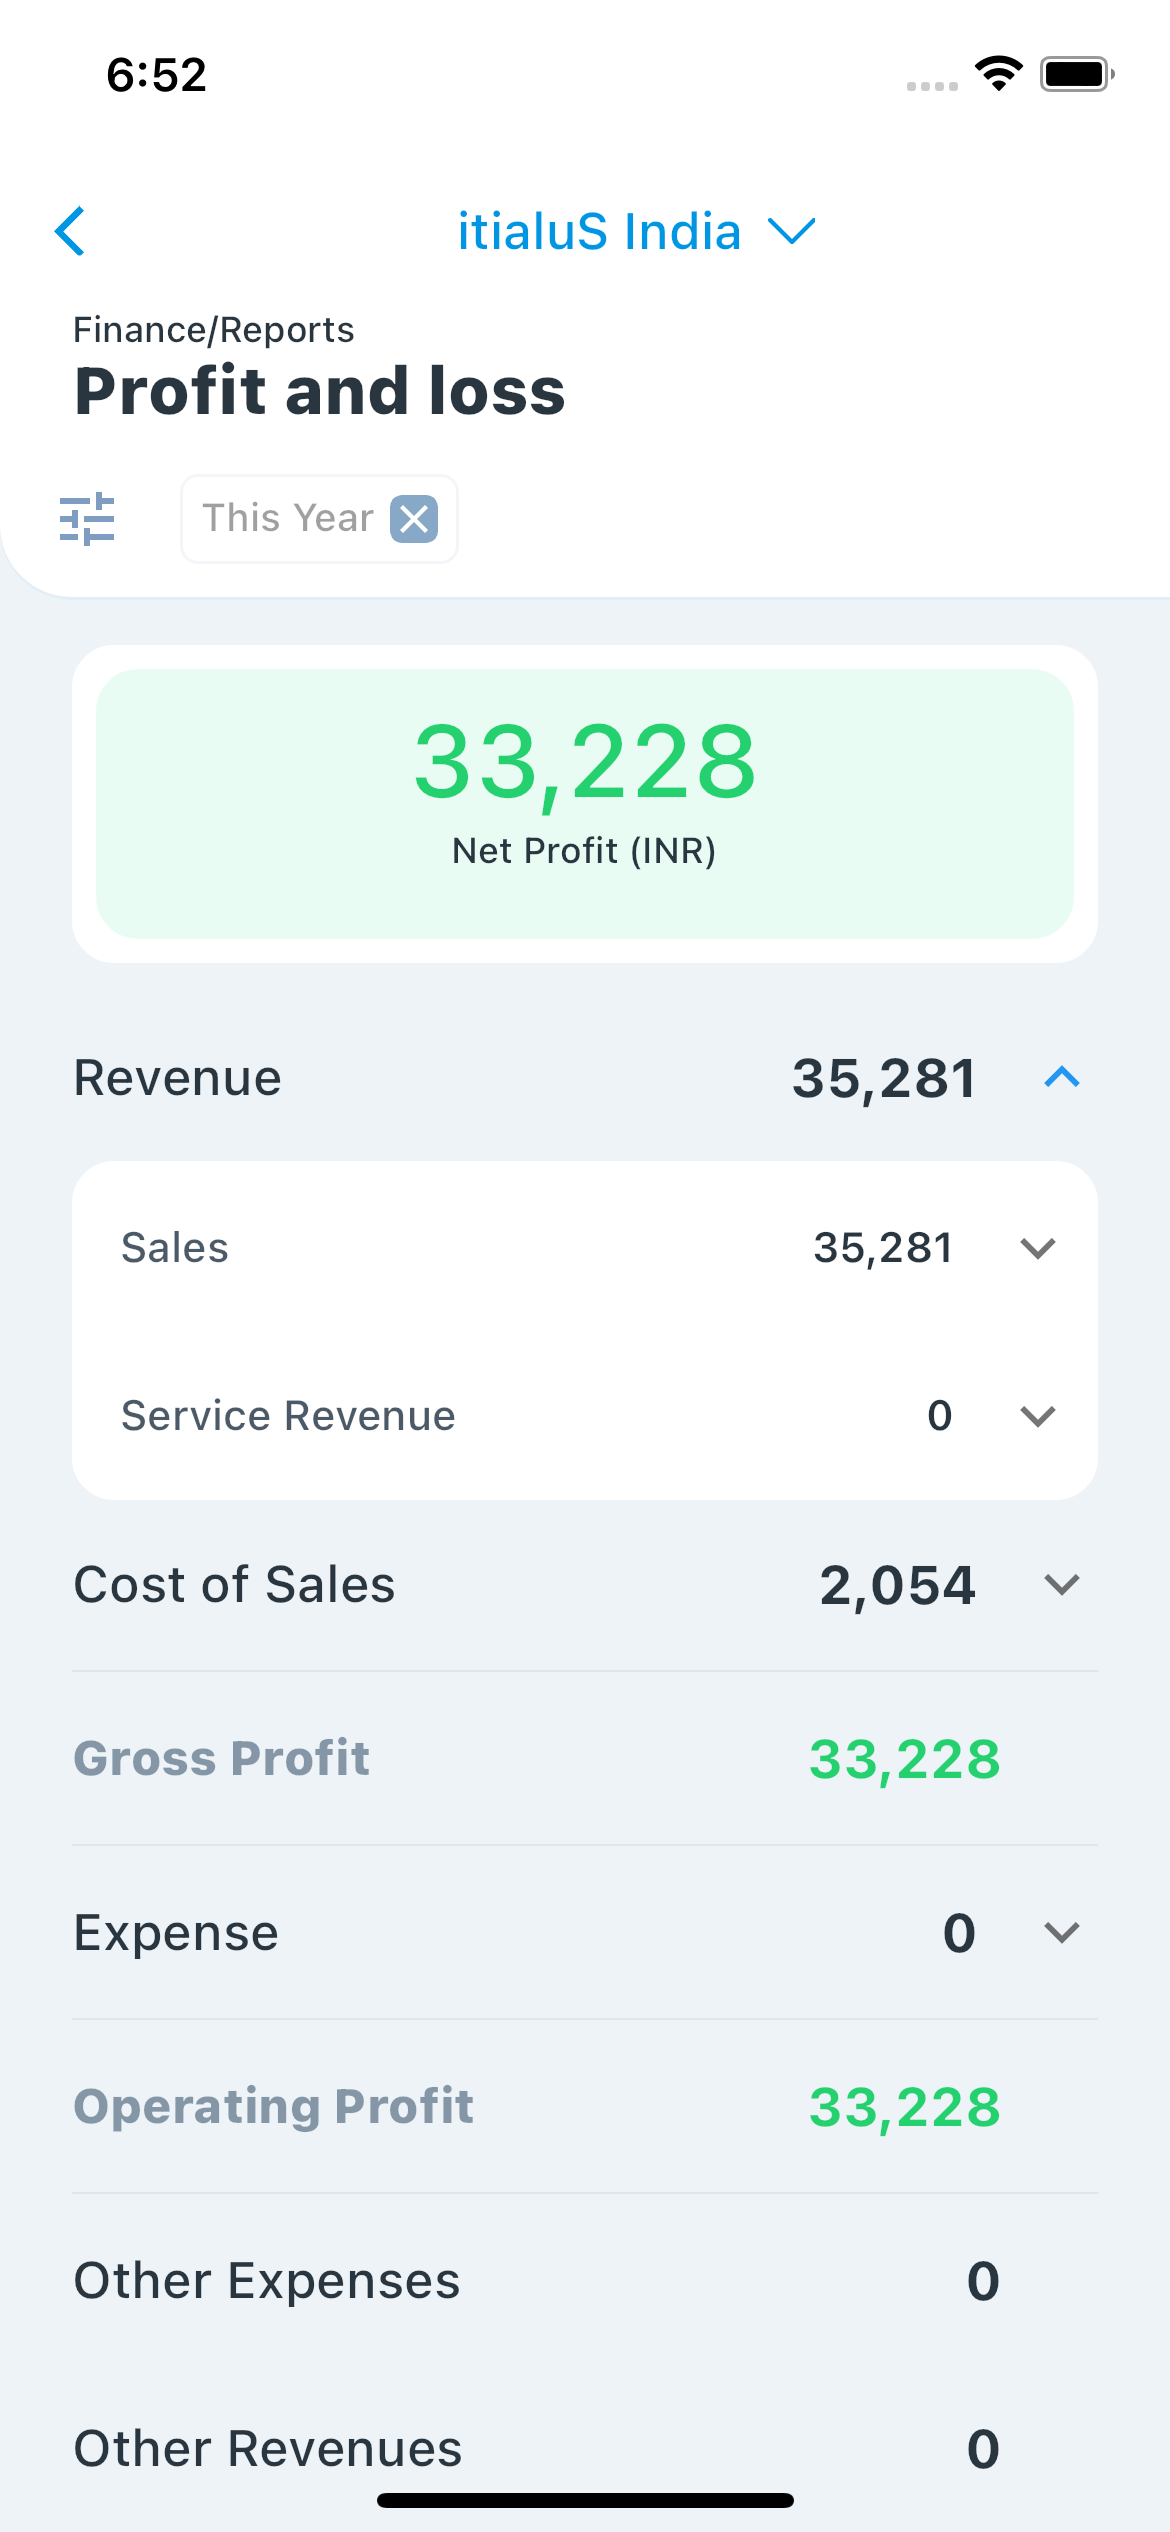 6:52
itialuS India
Finance/Reports
Profit and loss
This Year
33,228
Net Profit (INR)
Revenue 35,281
Sales 35,281
Service Revenue 0
Cost of Sales 2,054
Gross Profit 33,228
Expense 0
Operating Profit 33,228
Other Expenses 0
Other Revenues 0